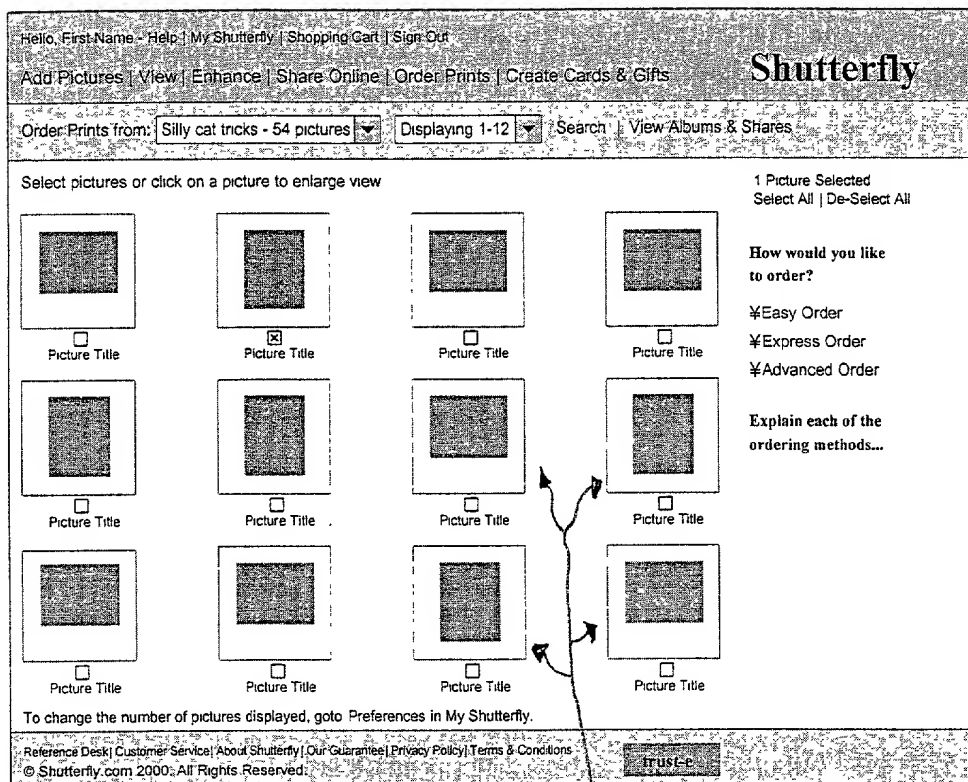 Hello, First Name - Help | My Shutterfly | Shopping Cart | Sign Out
Add Pictures | View | Enhance | Share Online | Order Prints | Create Cards & Gifts
Shutterfly
Order Prints from: Silly cat tricks - 54 pictures Displaying 1-12 Search | View Albums & Shares
Select pictures or click on a picture to enlarge view
1 Picture Selected
Select All | De-Select All
How would you like
to order?
¥Easy Order
¥Express Order
¥Advanced Order
Explain each of the
ordering methods...
Picture Title Picture Title Picture Title Picture Title
Picture Title Picture Title Picture Title Picture Title
Picture Title Picture Title Picture Title Picture Title
To change the number of pictures displayed, goto Preferences in My Shutterfly.
Reference Desk| Customer Service| About Shutterfly| Our Guarantee| Privacy Policy| Terms & Conditions
© Shutterfly.com 2000. All Rights Reserved.
trust-e